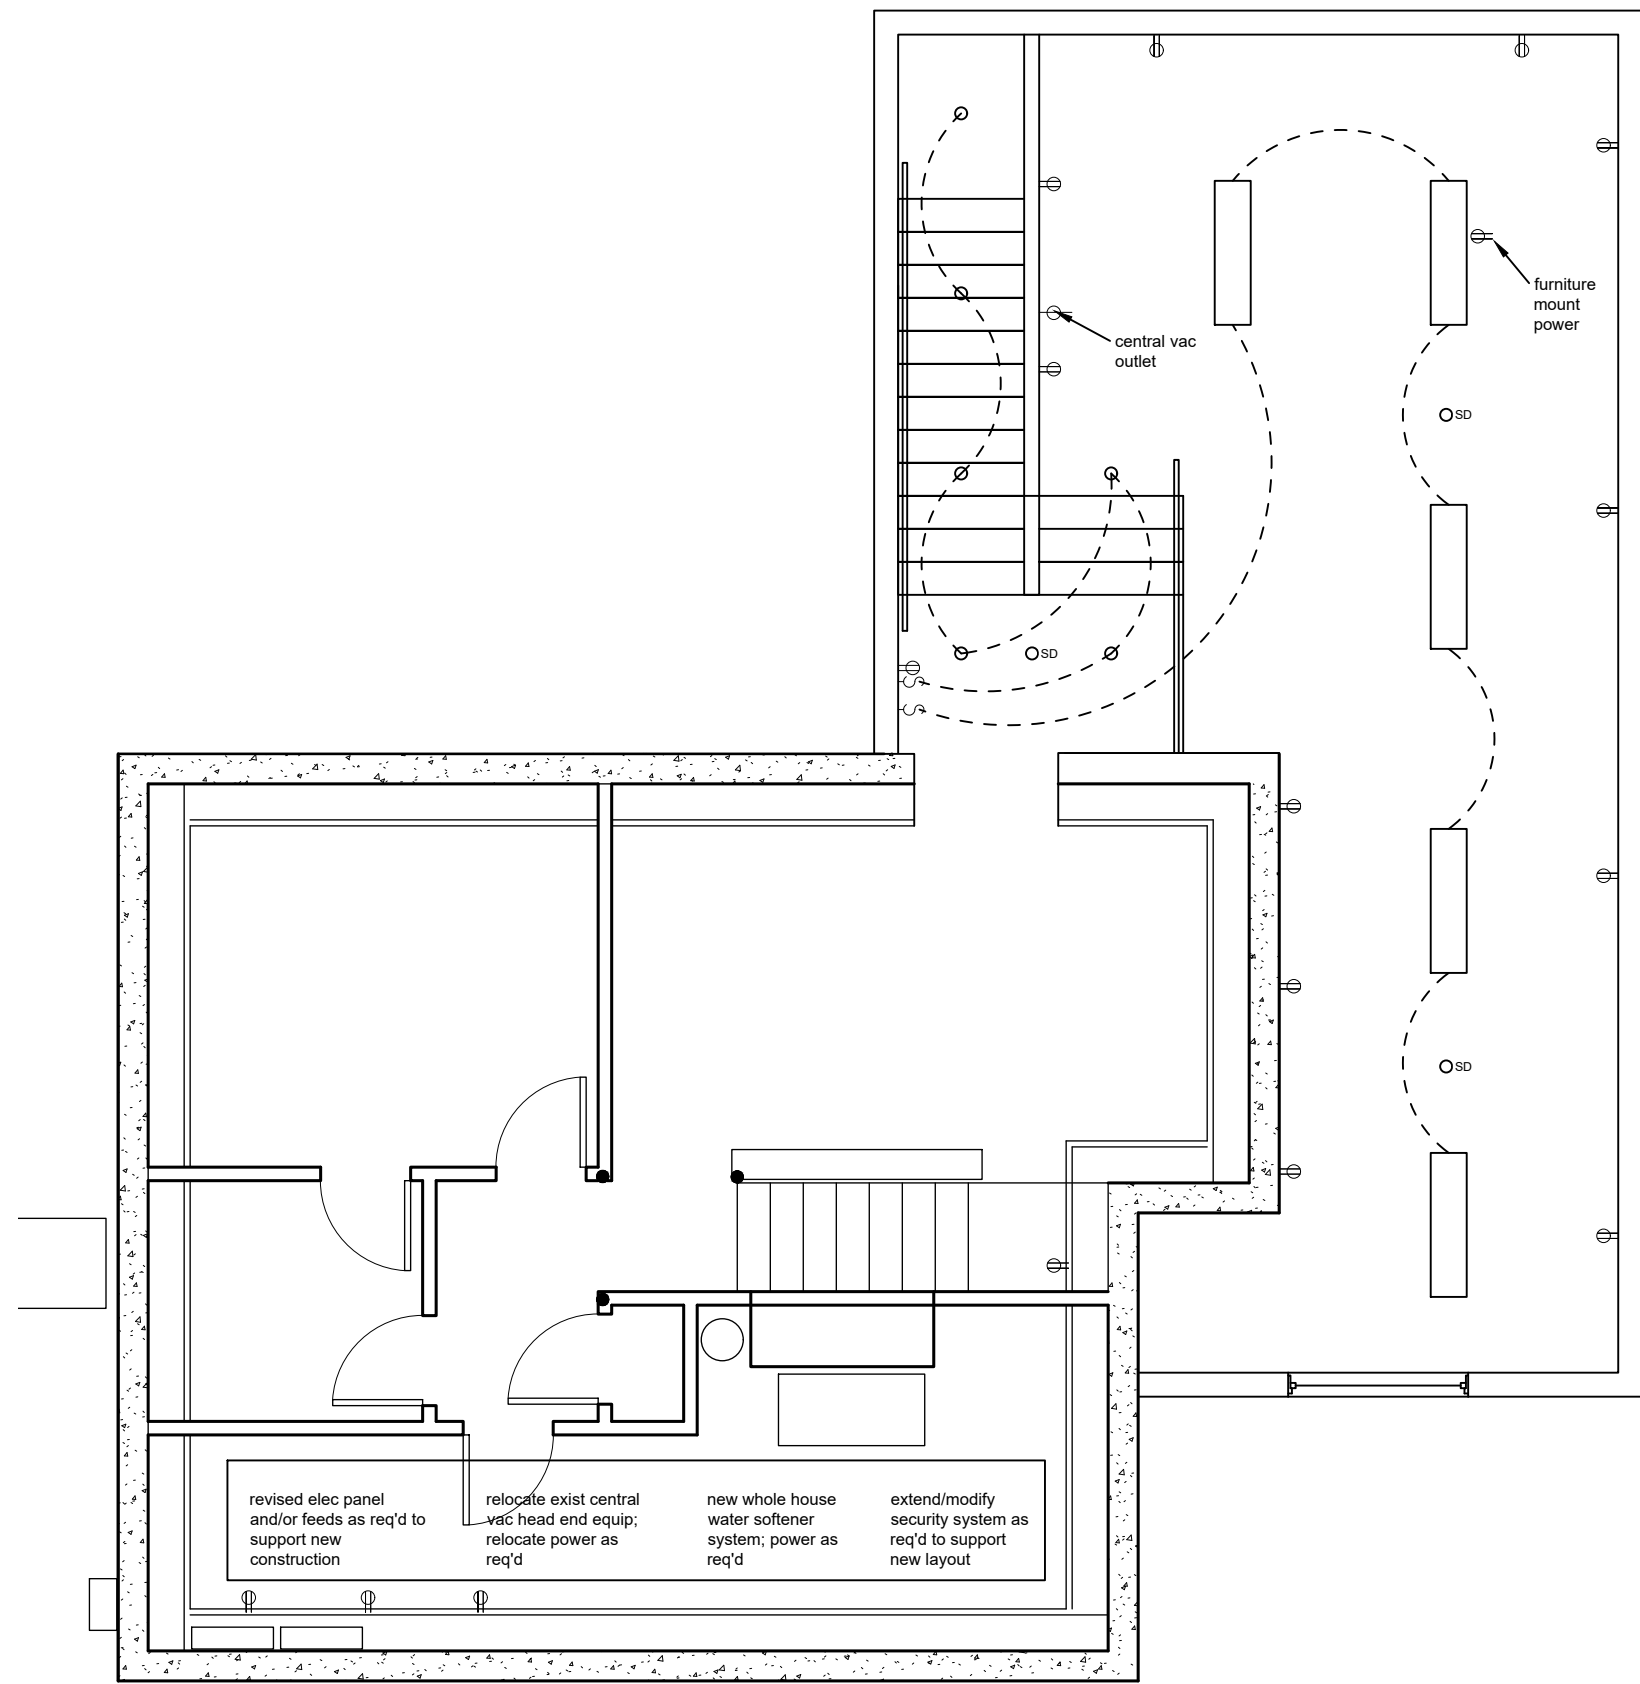 furniture
mount
power
central vac
outlet
SD
SD
SD
revised elec panel
and/or feeds as req'd to
support new
construction
relocate exist central
vac head end equip;
relocate power as
req'd
new whole house
water softener
system; power as
req'd
extend/modify
security system as
req'd to support
new layout